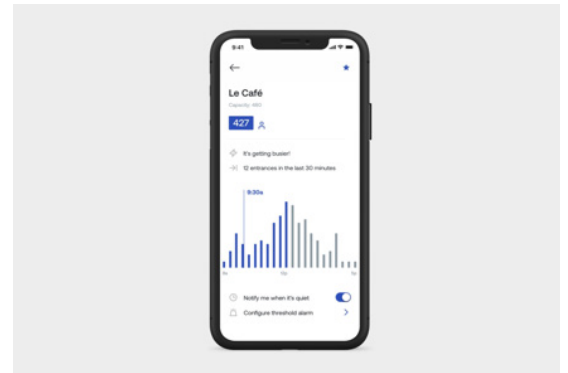 9:41
Le Café
Capacity: 480
427
It's getting busier!
12 entrances in the last 30 minutes
9:30a
12p
Notify me when it's quiet
Configure threshold alarm